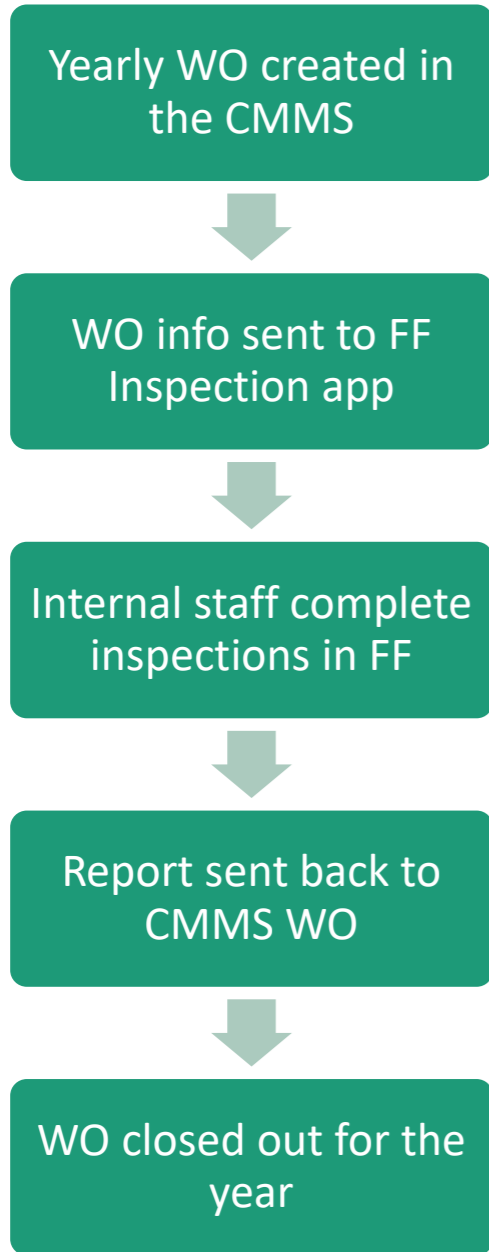 Yearly WO created in
the CMMS
WO info sent to FF
Inspection app
Internal staff complete
inspections in FF
Report sent back to
CMMS WO
WO closed out for the
year